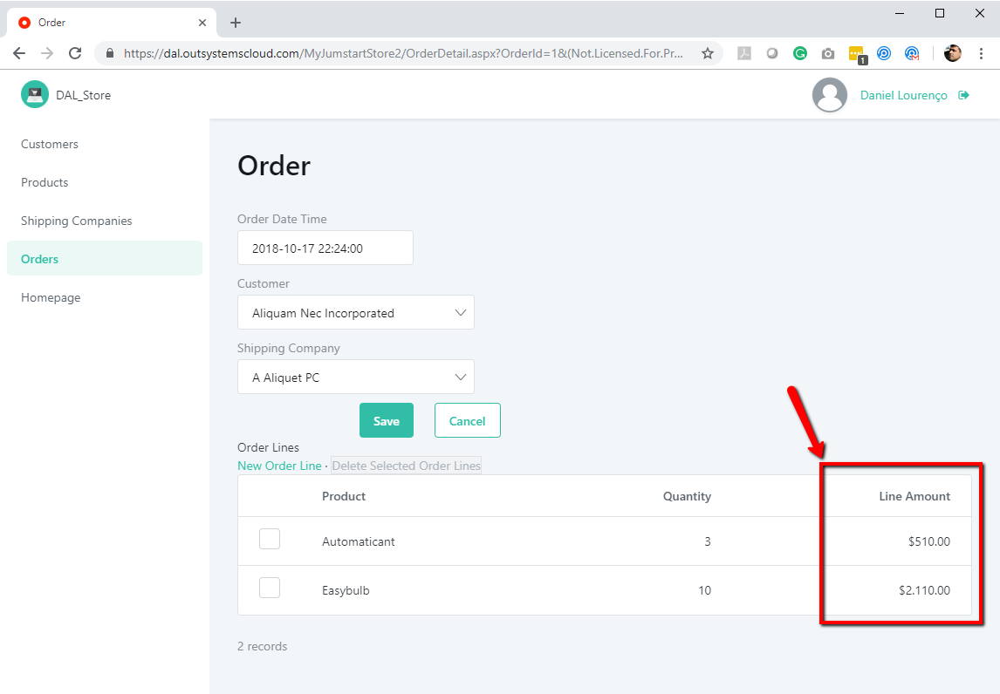 Order
https://dal.outsystemscloud.com/MyJumstartStore2/OrderDetail.aspx?OrderId=1&(Not.Licensed.For.Pr...
1
DAL_Store
Daniel Lourenço
Customers
Products
Shipping Companies
Orders
Homepage
Order
Order Date Time
2018-10-17 22:24:00
Customer
Aliquam Nec Incorporated
Shipping Company
A Aliquet PC
Save Cancel
Order Lines
New Order Line · Delete Selected Order Lines
Product Quantity Line Amount
Automaticant 3 $510.00
Easybulb 10 $2.110.00
2 records